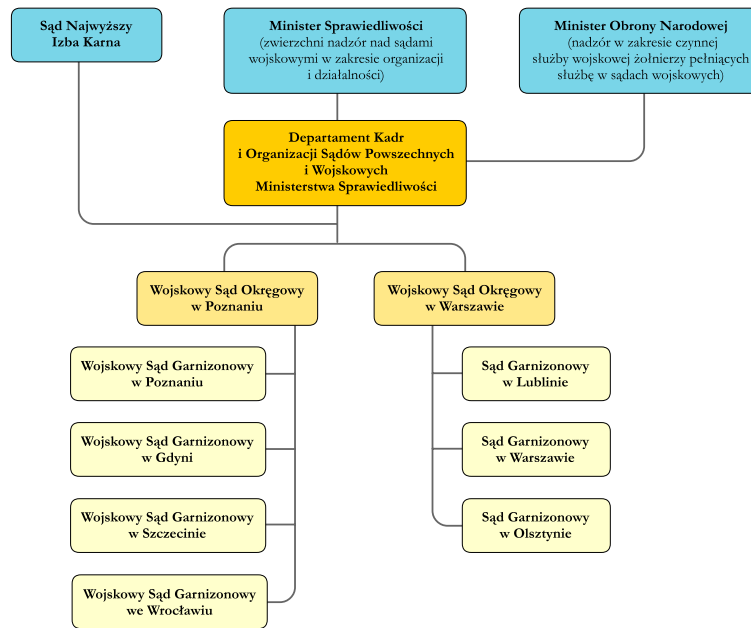 Sąd Najwyższy
Izba Karna
Minister Sprawiedliwości
(zwierzchni nadzór nad sądami
wojskowymi w zakresie organizacji
i działalności)
Minister Obrony Narodowej
(nadzór w zakresie czynnej
służby wojskowej żołnierzy pełniących
służbę w sądach wojskowych)
Departament Kadr
i Organizacji Sądów Powszechnych
i Wojskowych
Ministerstwa Sprawiedliwości
Wojskowy Sąd Okręgowy
w Poznaniu
Wojskowy Sąd Okręgowy
w Warszawie
Wojskowy Sąd Garnizonowy
w Poznaniu
Wojskowy Sąd Garnizonowy
w Gdyni
Wojskowy Sąd Garnizonowy
w Szczecinie
Wojskowy Sąd Garnizonowy
we Wrocławiu
Sąd Garnizonowy
w Lublinie
Sąd Garnizonowy
w Warszawie
Sąd Garnizonowy
w Olsztynie